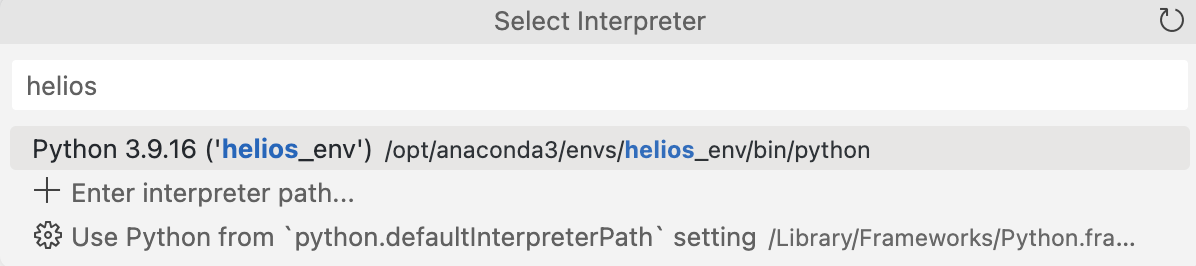 Select Interpreter
helios
Python 3.9.16 ('helios_env') /opt/anaconda3/envs/helios_env/bin/python
Enter interpreter path...
Use Python from `python.defaultInterpreterPath` setting /Library/Frameworks/Python.fra...